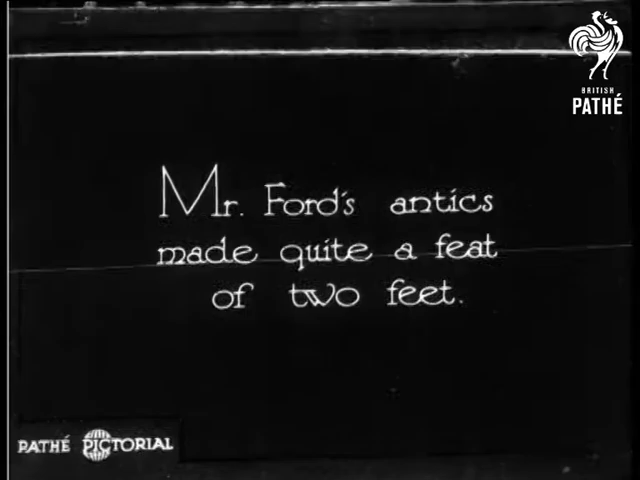 BRITISH
PATHÉ
Mr. Ford's antics
made quite a feat
of two feet.
PATHÉ PICTORIAL